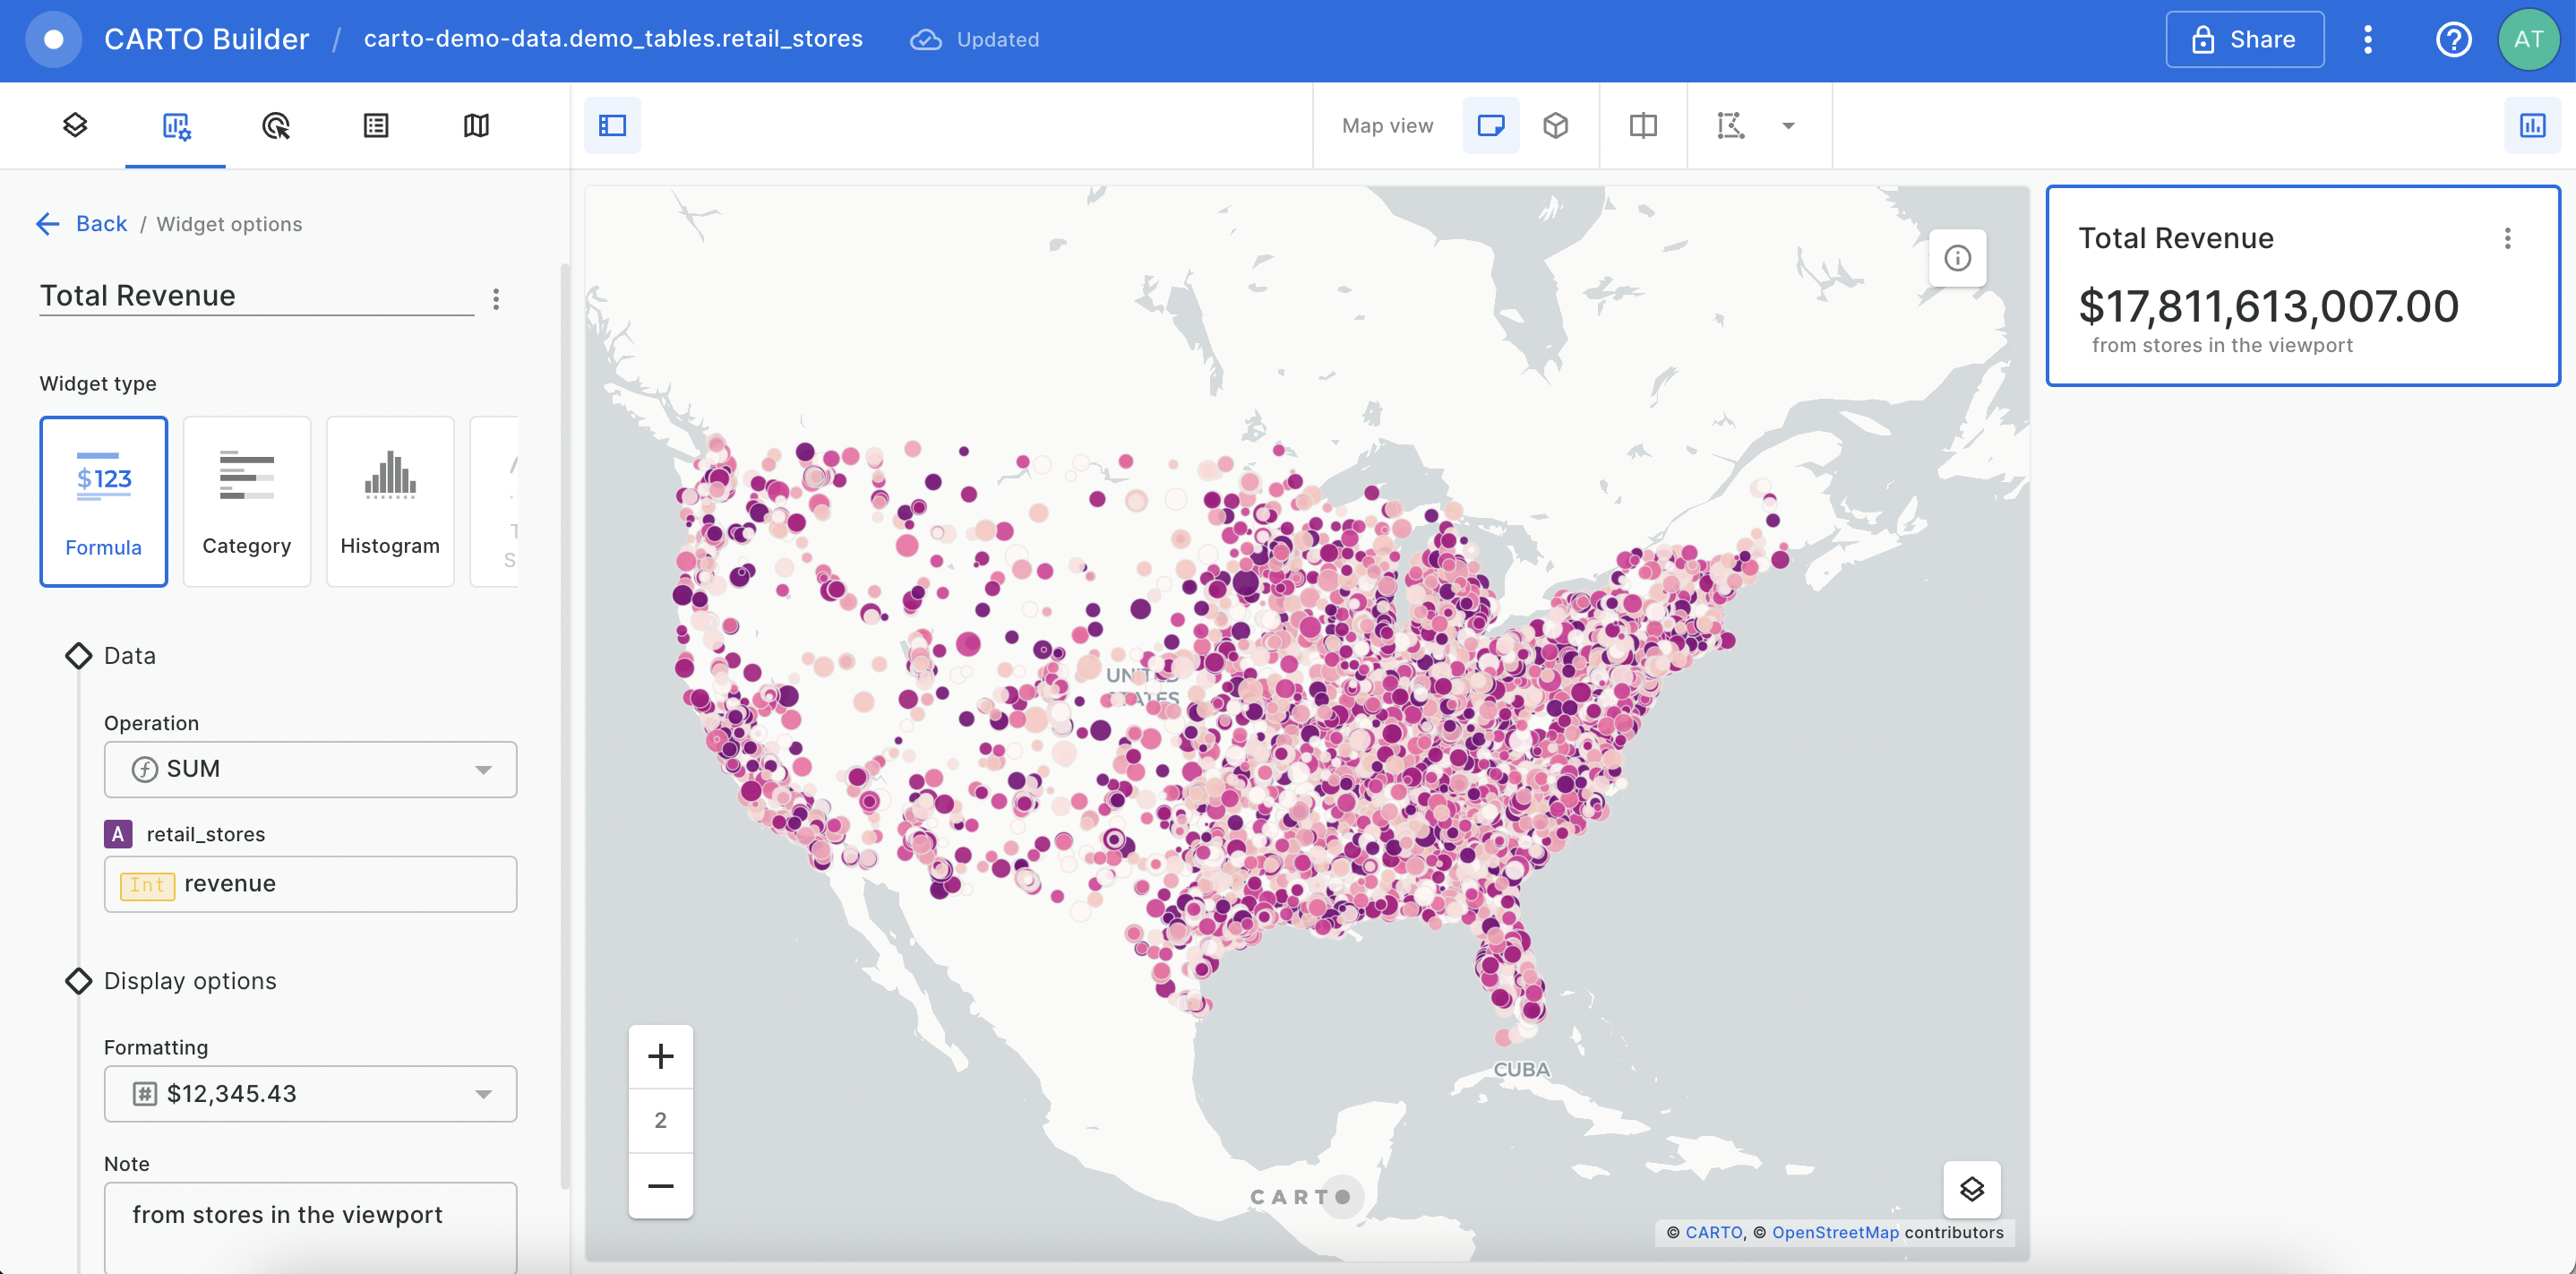 CARTO Builder / carto-demo-data.demo_tables.retail_stores Updated
Share
AT
Map view
Back / Widget options
Total Revenue
Widget type
$123
Formula
Category
Histogram
Data
Operation
SUM
A retail_stores
Int revenue
Display options
Formatting
# $12,345.43
Note
from stores in the viewport
UNITED
STATES
CUBA
2
CARTO
© CARTO, © OpenStreetMap contributors
Total Revenue
$17,811,613,007.00
from stores in the viewport